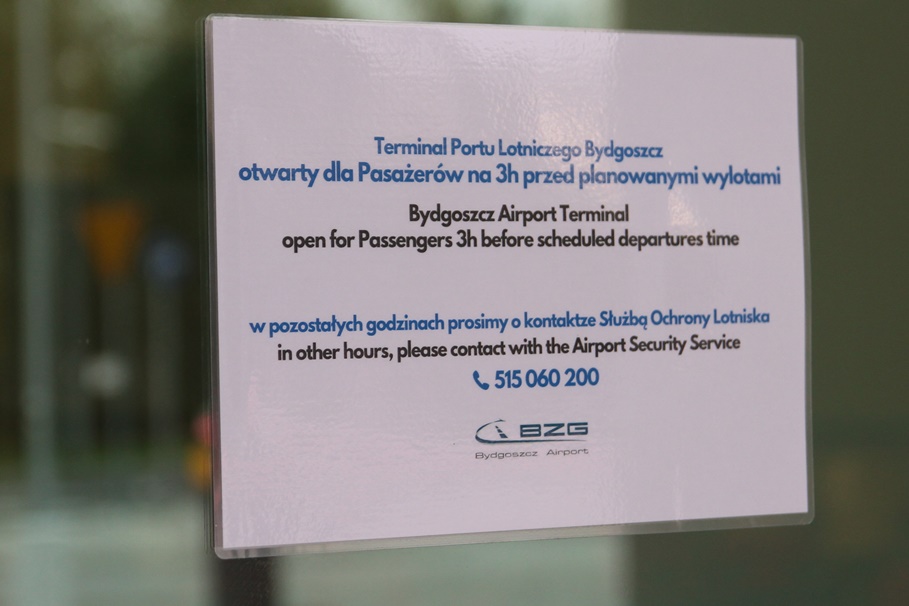 Terminal Portu Lotniczego Bydgoszcz
otwarty dla Pasażerów na 3h przed planowanymi wylotami
Bydgoszcz Airport Terminal
open for Passengers 3h before scheduled departures time
w pozostałych godzinach prosimy o kontaktze Służbą Ochrony Lotniska
in other hours, please contact with the Airport Security Service
515 060 200
BZG
Bydgoszcz Airport